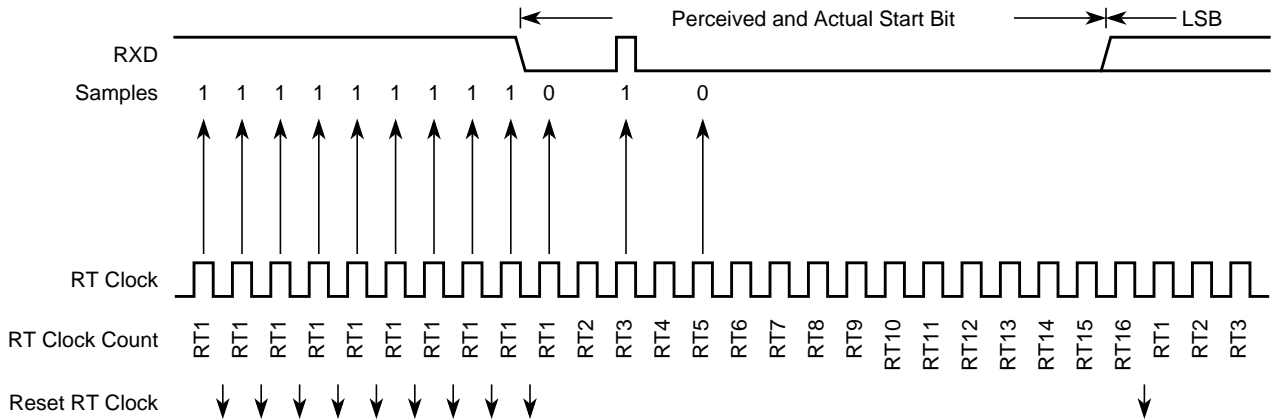 Perceived and Actual Start Bit LSB
RXD
Samples 1 1 1 1 1 1 1 1 1 0 1 0
RT Clock
RT Clock Count RT1 RT1 RT1 RT1 RT1 RT1 RT1 RT1 RT1 RT1 RT2 RT3 RT4 RT5 RT6 RT7 RT8 RT9 RT10 RT11 RT12 RT13 RT14 RT15 RT16 RT1 RT2 RT3
Reset RT Clock